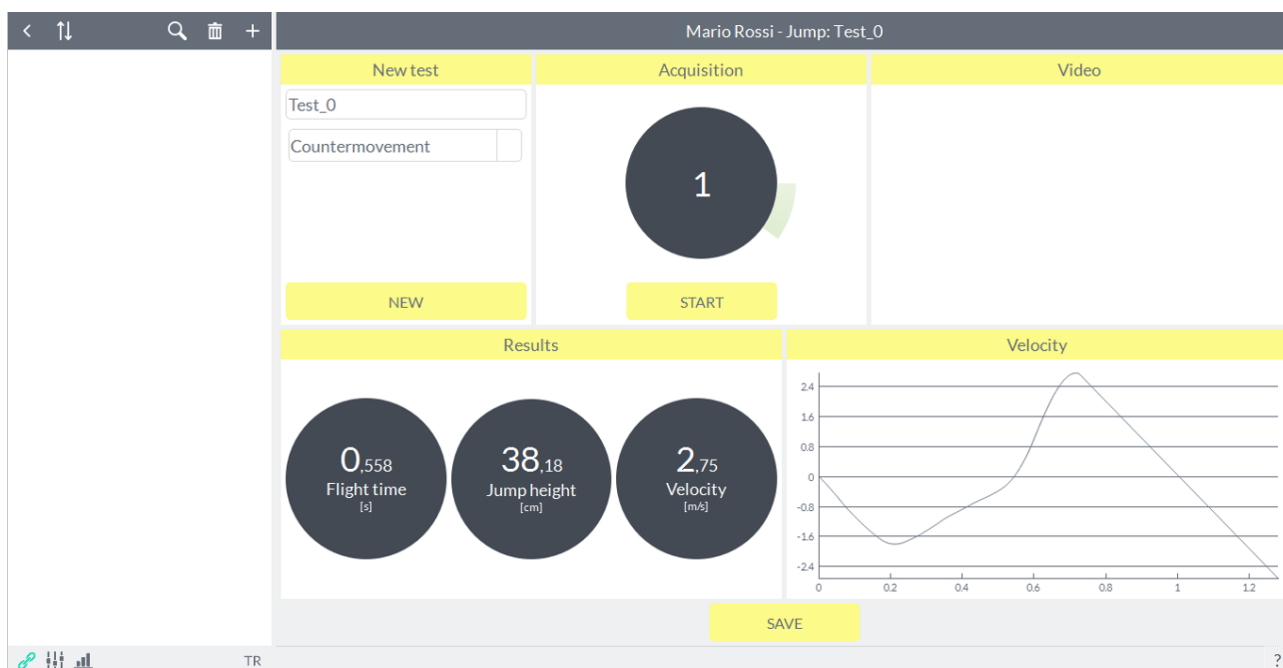 Mario Rossi - Jump: Test_0
New test
Acquisition
Video
Test_0
Countermovement
1
NEW
START
Results
Velocity
0,558
Flight time
[s]
38,18
Jump height
[cm]
2,75
Velocity
[m/s]
2.4
1.6
0.8
0
-0.8
-1.6
-2.4
0 0.2 0.4 0.6 0.8 1 1.2
SAVE
TR
?